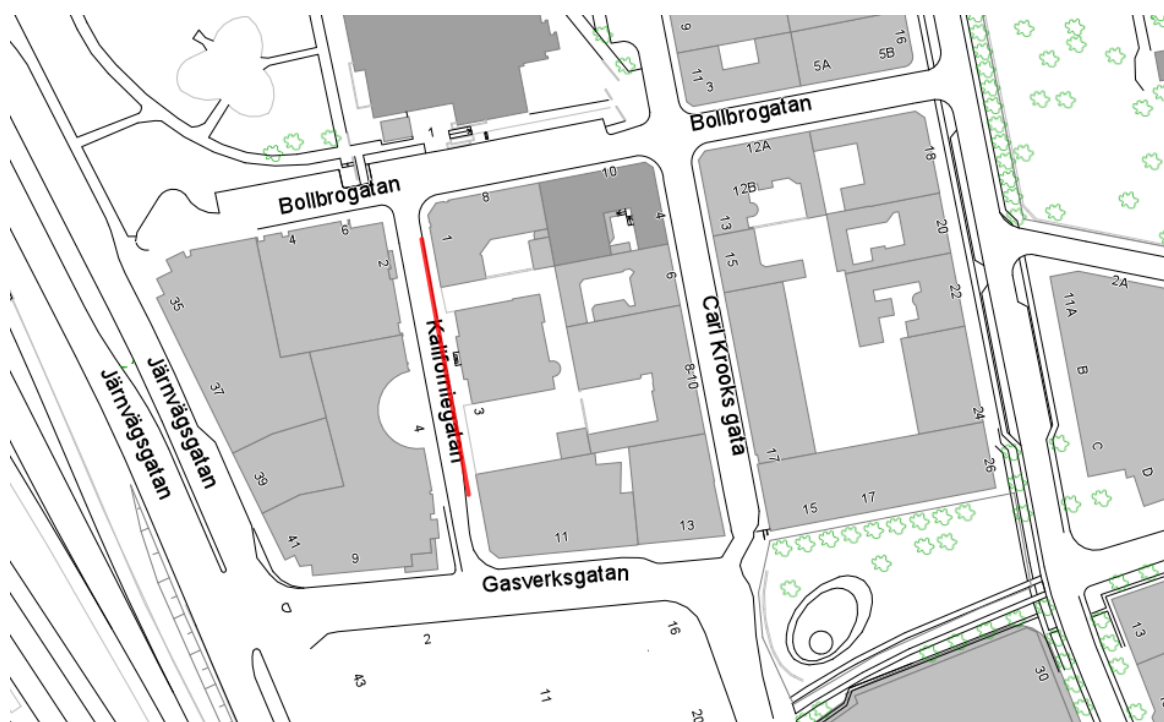 9
16
11
3
5A
5B
Bollbrogatan
1
12A
18
10
8
Bollbrogatan
12B
4
13
6
4
1
20
2
15
6
2A
35
22
11A
Carl Krooks gata
Kaliforniegatan
Järnvägsgatan
Järnvägsgatan
8-10
B
37
3
4
24
C
17
26
D
39
15
17
11
13
41
9
Gasverksgatan
D
2
16
13
43
11
20
30